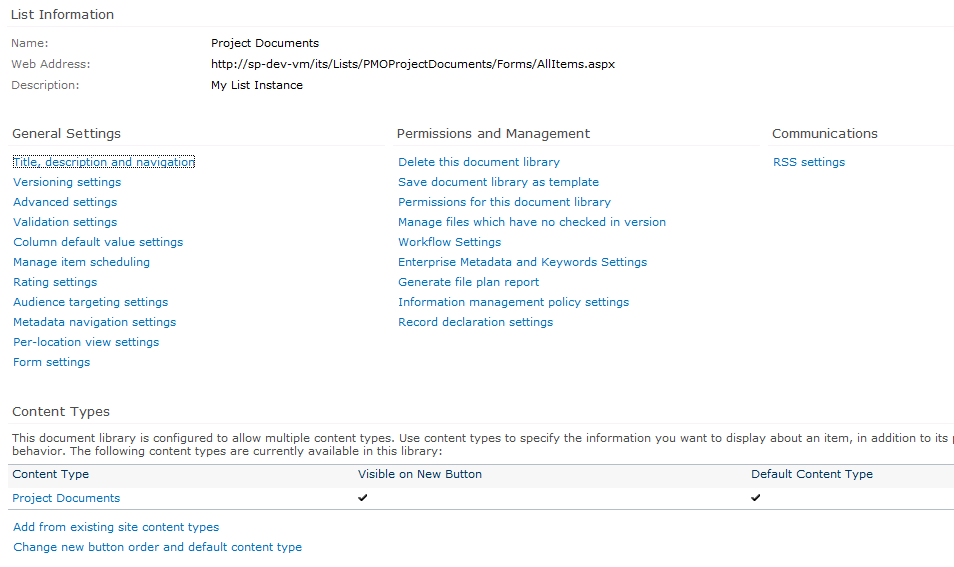 List Information
Name: Project Documents
Web Address: http://sp-dev-vm/its/Lists/PMOProjectDocuments/Forms/AllItems.aspx
Description: My List Instance
General Settings
Title, description and navigation
Versioning settings
Advanced settings
Validation settings
Column default value settings
Manage item scheduling
Rating settings
Audience targeting settings
Metadata navigation settings
Per-location view settings
Form settings
Permissions and Management
Delete this document library
Save document library as template
Permissions for this document library
Manage files which have no checked in version
Workflow Settings
Enterprise Metadata and Keywords Settings
Generate file plan report
Information management policy settings
Record declaration settings
Communications
RSS settings
Content Types
This document library is configured to allow multiple content types. Use content types to specify the information you want to display about an item, in addition to its
behavior. The following content types are currently available in this library:
Content Type Visible on New Button Default Content Type
Project Documents ✔ ✔
Add from existing site content types
Change new button order and default content type